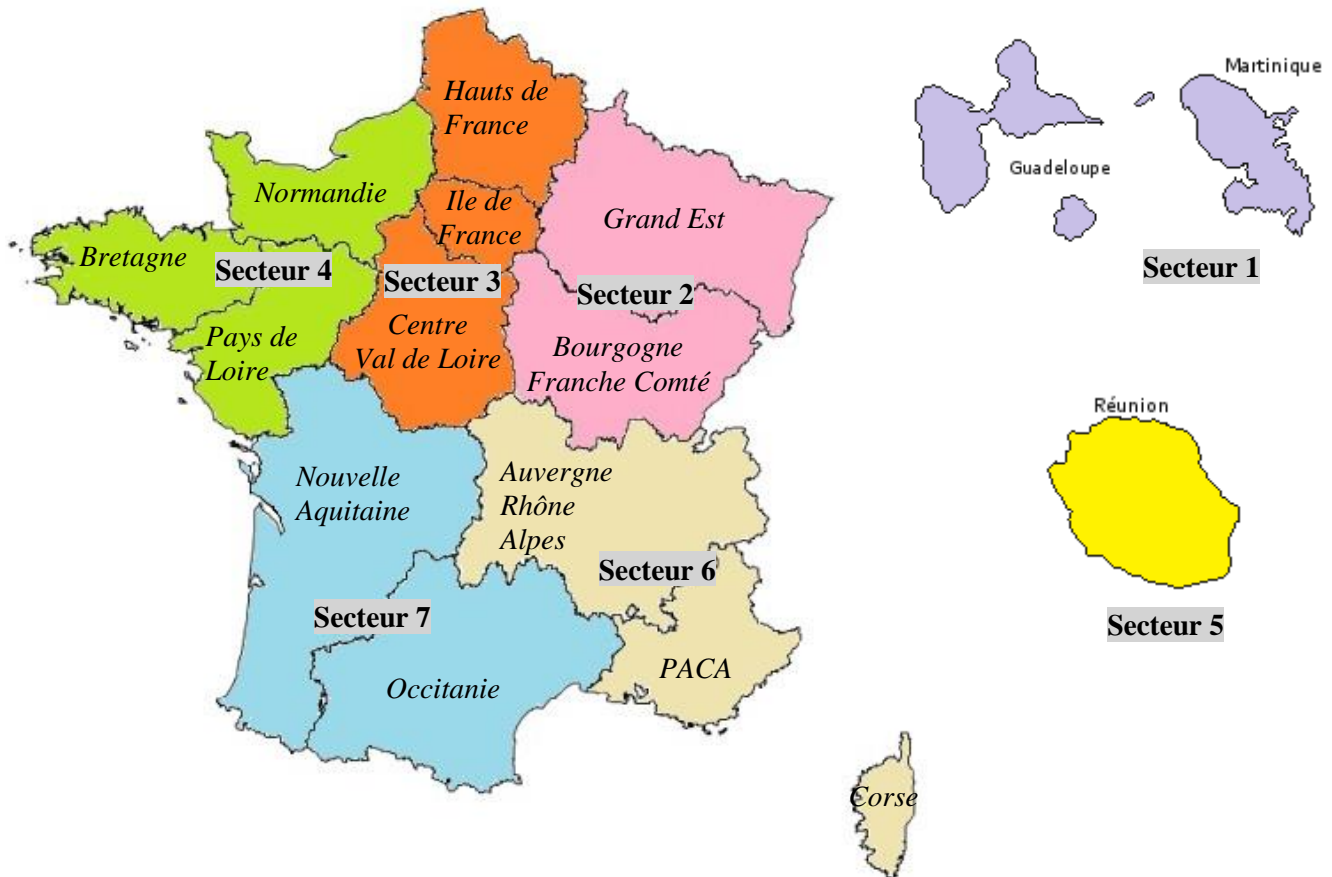 Hauts de
France
Martinique
Guadeloupe
Normandie
Ile de
France
Grand Est
Bretagne
Secteur 4
Secteur 3
Secteur 2
Secteur 1
Pays de
Loire
Centre
Val de Loire
Bourgogne
Franche Comté
Réunion
Nouvelle
Aquitaine
Auvergne
Rhône
Alpes
Secteur 6
Secteur 7
Secteur 5
PACA
Occitanie
Corse